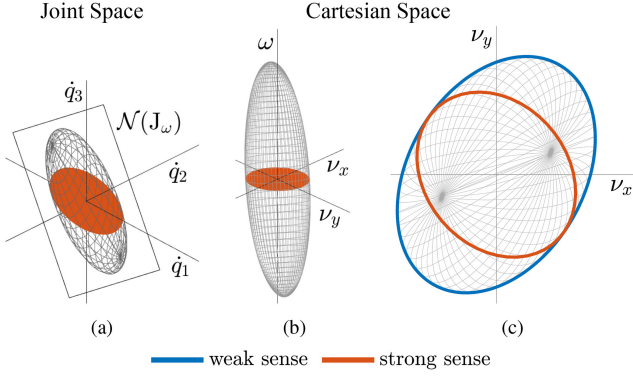 Joint Space
Cartesian Space
q̇₃
𝒩(J_ω)
q̇₂
q̇₁
ω
ν_x
ν_y
ν_y
ν_x
(a)
(b)
(c)
weak sense
strong sense